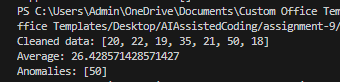 PS C:\Users\Admin\OneDrive\Documents\Custom Office Tem
ffice Templates/Desktop/AIAssistedCoding/assignment-9/
Cleaned data: [20, 22, 19, 35, 21, 50, 18]
Average: 26.428571428571427
Anomalies: [50]